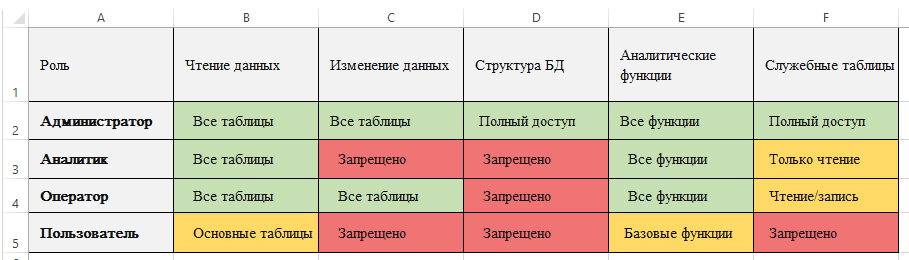 A B C D E F
1 Роль Чтение данных Изменение данных Структура БД Аналитические функции Служебные таблицы
2 Администратор Все таблицы Все таблицы Полный доступ Все функции Полный доступ
3 Аналитик Все таблицы Запрещено Запрещено Все функции Только чтение
4 Оператор Все таблицы Все таблицы Запрещено Все функции Чтение/запись
5 Пользователь Основные таблицы Запрещено Запрещено Базовые функции Запрещено